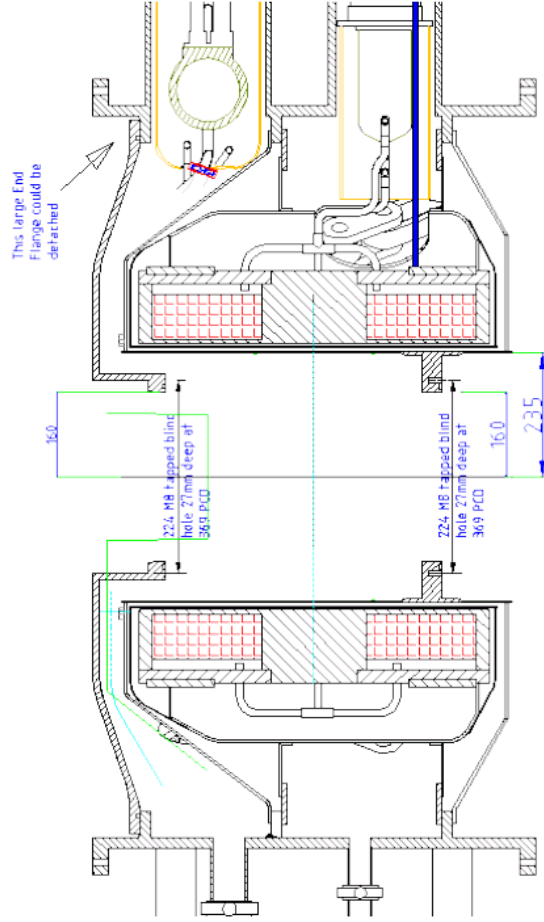 This large End
Flange could be
detached
160
224 M8 tapped blind
hole 27mm deep at
369 PCD
224 M8 tapped blind
hole 27mm deep at
369 PCD
160
235